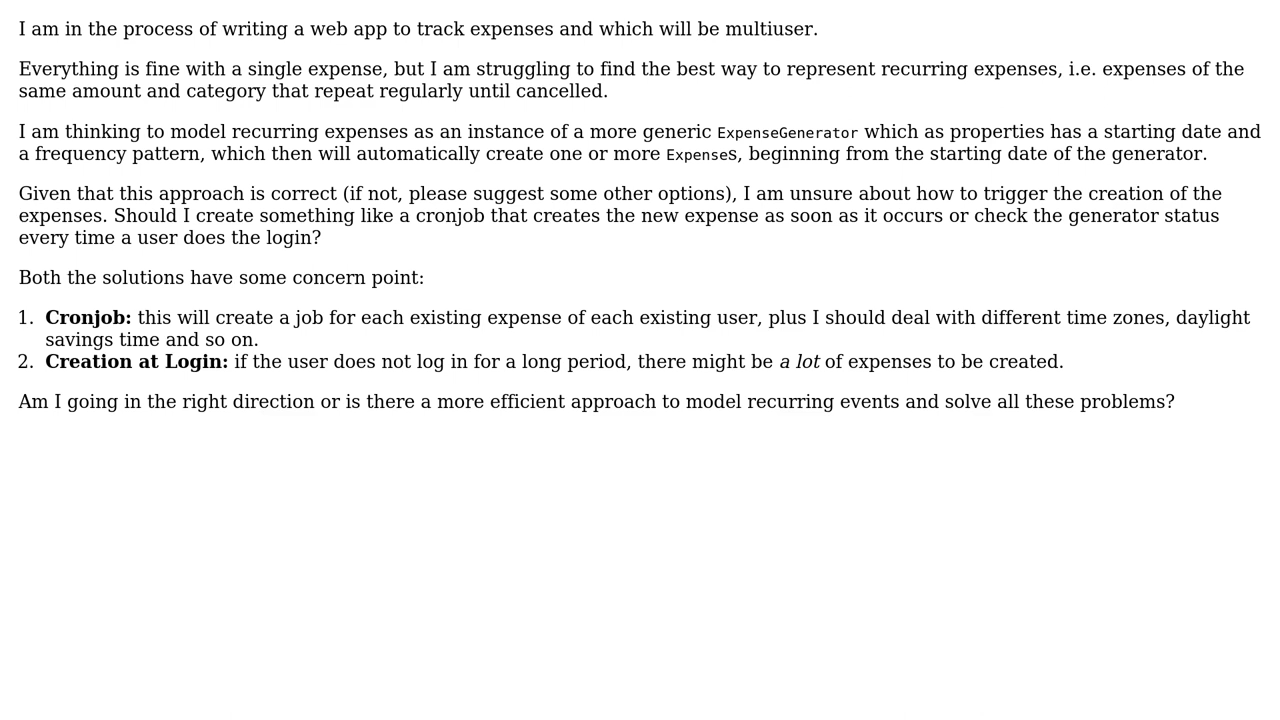 I am in the process of writing a web app to track expenses and which will be multiuser.
Everything is fine with a single expense, but I am struggling to find the best way to represent recurring expenses, i.e. expenses of the
same amount and category that repeat regularly until cancelled.
I am thinking to model recurring expenses as an instance of a more generic ExpenseGenerator which as properties has a starting date and
a frequency pattern, which then will automatically create one or more Expenses, beginning from the starting date of the generator.
Given that this approach is correct (if not, please suggest some other options), I am unsure about how to trigger the creation of the
expenses. Should I create something like a cronjob that creates the new expense as soon as it occurs or check the generator status
every time a user does the login?
Both the solutions have some concern point:
1. Cronjob: this will create a job for each existing expense of each existing user, plus I should deal with different time zones, daylight
savings time and so on.
2. Creation at Login: if the user does not log in for a long period, there might be a lot of expenses to be created.
Am I going in the right direction or is there a more efficient approach to model recurring events and solve all these problems?